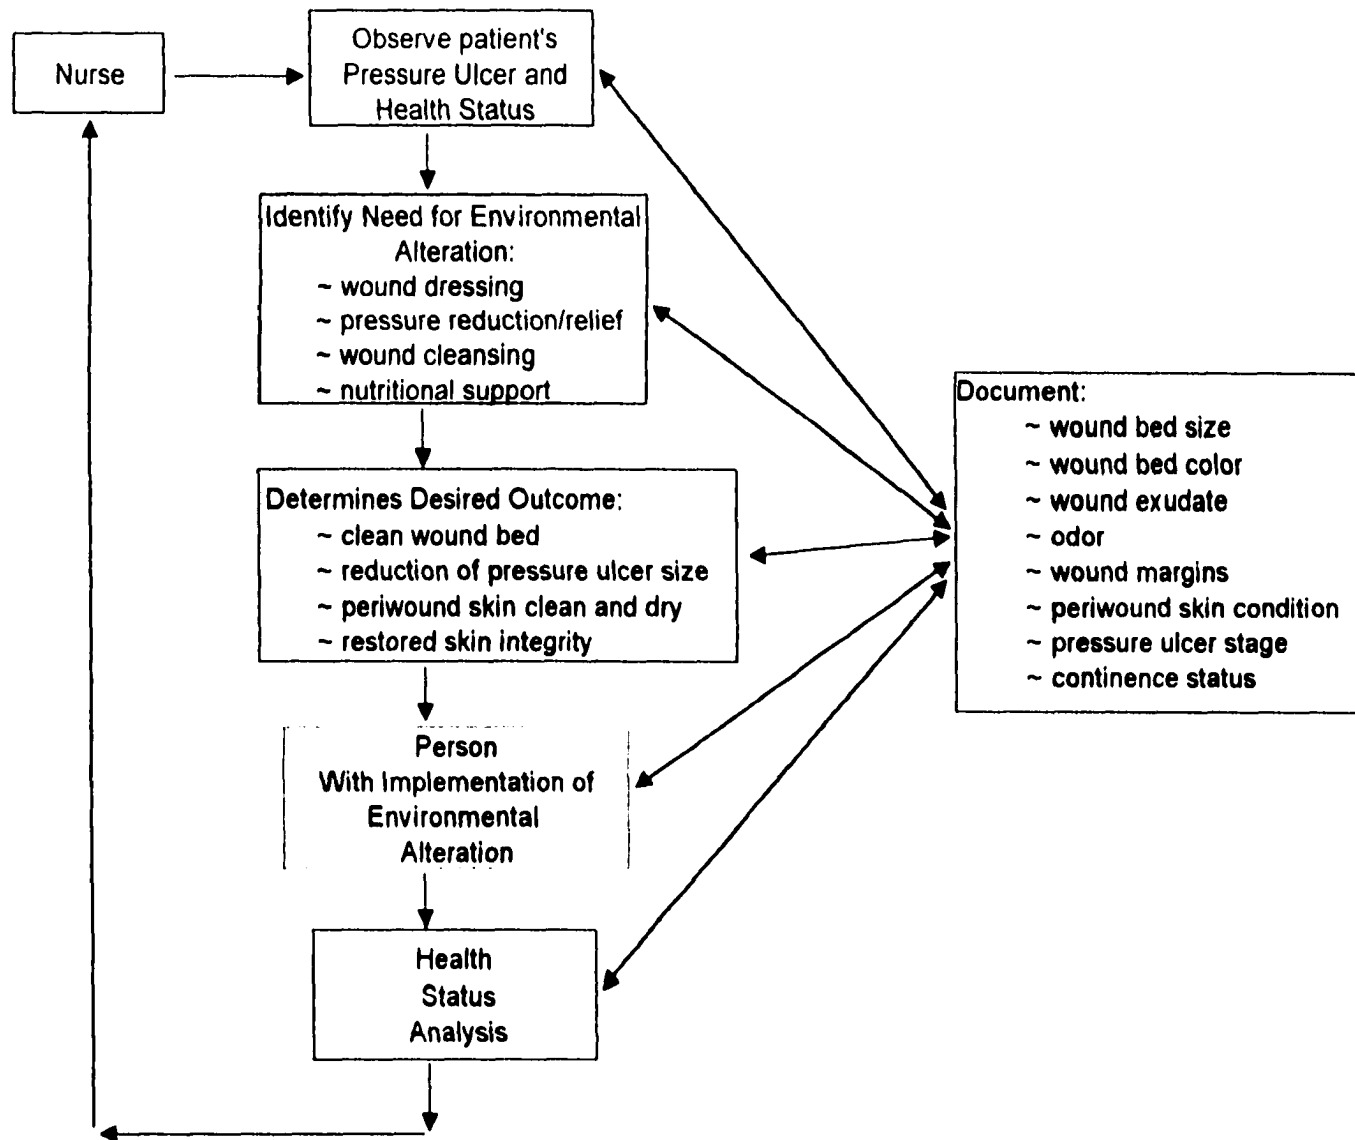 Nurse
Observe patient's
Pressure Ulcer and
Health Status
Identify Need for Environmental
Alteration:
~ wound dressing
~ pressure reduction/relief
~ wound cleansing
~ nutritional support
Determines Desired Outcome:
~ clean wound bed
~ reduction of pressure ulcer size
~ periwound skin clean and dry
~ restored skin integrity
Person
With Implementation of
Environmental
Alteration
Health
Status
Analysis
Document:
~ wound bed size
~ wound bed color
~ wound exudate
~ odor
~ wound margins
~ periwound skin condition
~ pressure ulcer stage
~ continence status